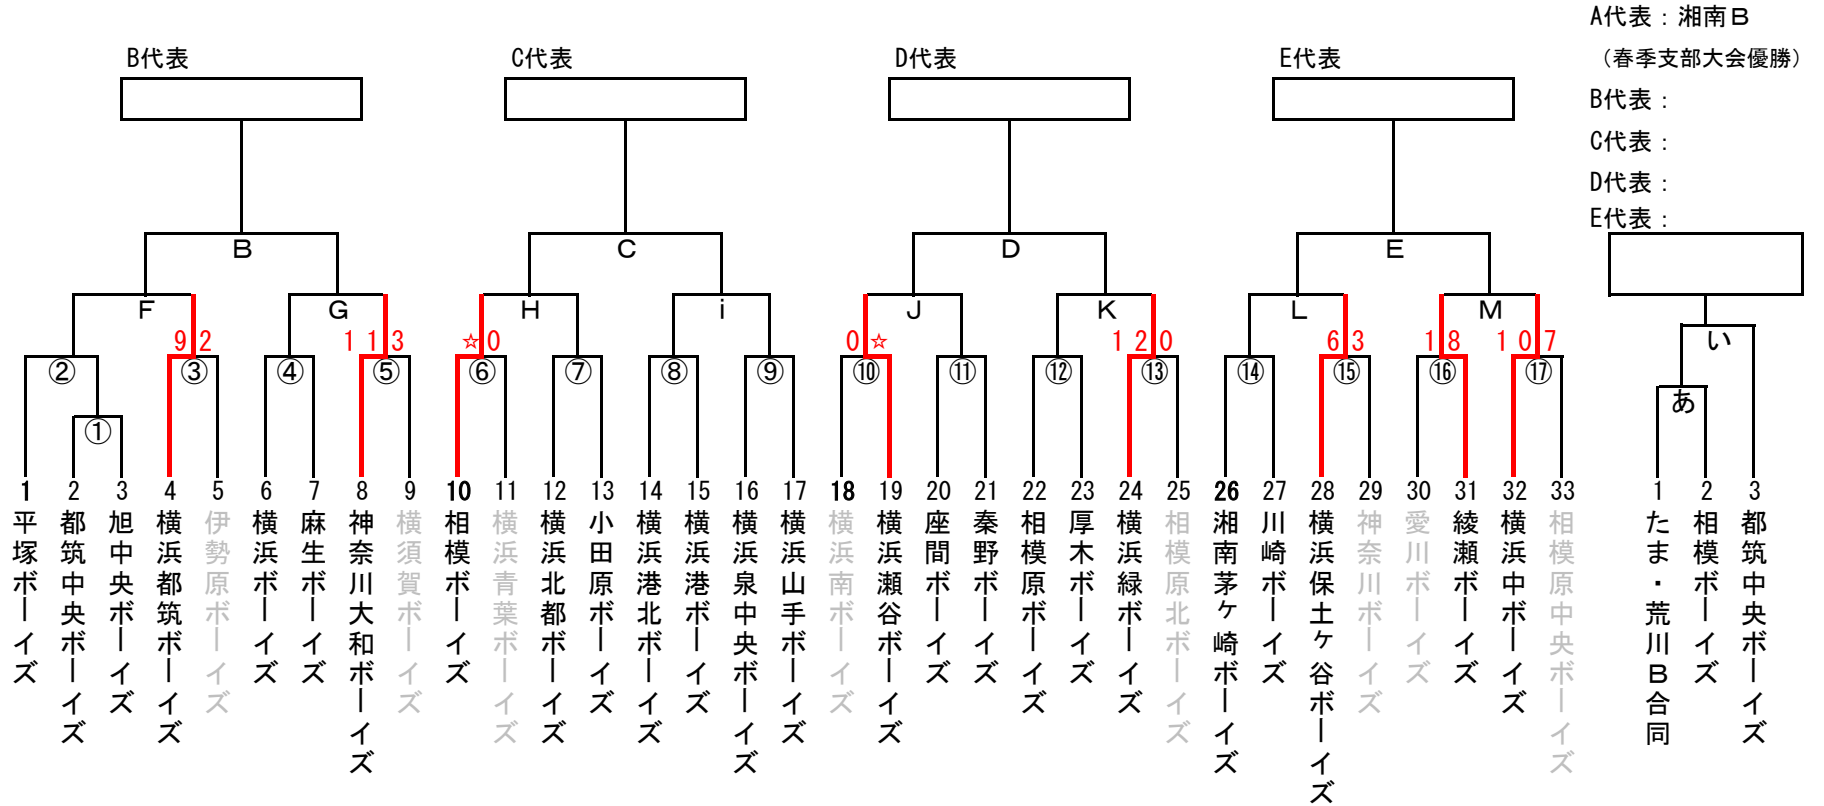 A代表：湘南Ｂ
B代表
C代表
D代表
E代表
（春季支部大会優勝）
B代表：
C代表：
D代表：
E代表：
B
C
D
E
F
G
H
i
J
K
L
M
9 2
1 1 3
☆ 0
0 ☆
1 2 0
6 3
1 8
1 0 7
い
②
③
④
⑤
⑥
⑦
⑧
⑨
⑩
⑪
⑫
⑬
⑭
⑮
⑯
⑰
あ
①
1 平塚ボーイズ
2 都筑中央ボーイズ
3 旭中央ボーイズ
4 横浜都筑ボーイズ
5 伊勢原ボーイズ
6 横浜ボーイズ
7 麻生ボーイズ
8 神奈川大和ボーイズ
9 横須賀ボーイズ
10 相模ボーイズ
11 横浜青葉ボーイズ
12 横浜北都ボーイズ
13 小田原ボーイズ
14 横浜港北ボーイズ
15 横浜港ボーイズ
16 横浜泉中央ボーイズ
17 横浜山手ボーイズ
18 横浜南ボーイズ
19 横浜瀬谷ボーイズ
20 座間ボーイズ
21 秦野ボーイズ
22 相模原ボーイズ
23 厚木ボーイズ
24 横浜緑ボーイズ
25 相模原北ボーイズ
26 湘南茅ケ崎ボーイズ
27 川崎ボーイズ
28 横浜保土ケ谷ボーイズ
29 神奈川ボーイズ
30 愛川ボーイズ
31 綾瀬ボーイズ
32 横浜中ボーイズ
33 相模原中央ボーイズ
1 たま・荒川Ｂ合同
2 相模ボーイズ
3 都筑中央ボーイズ